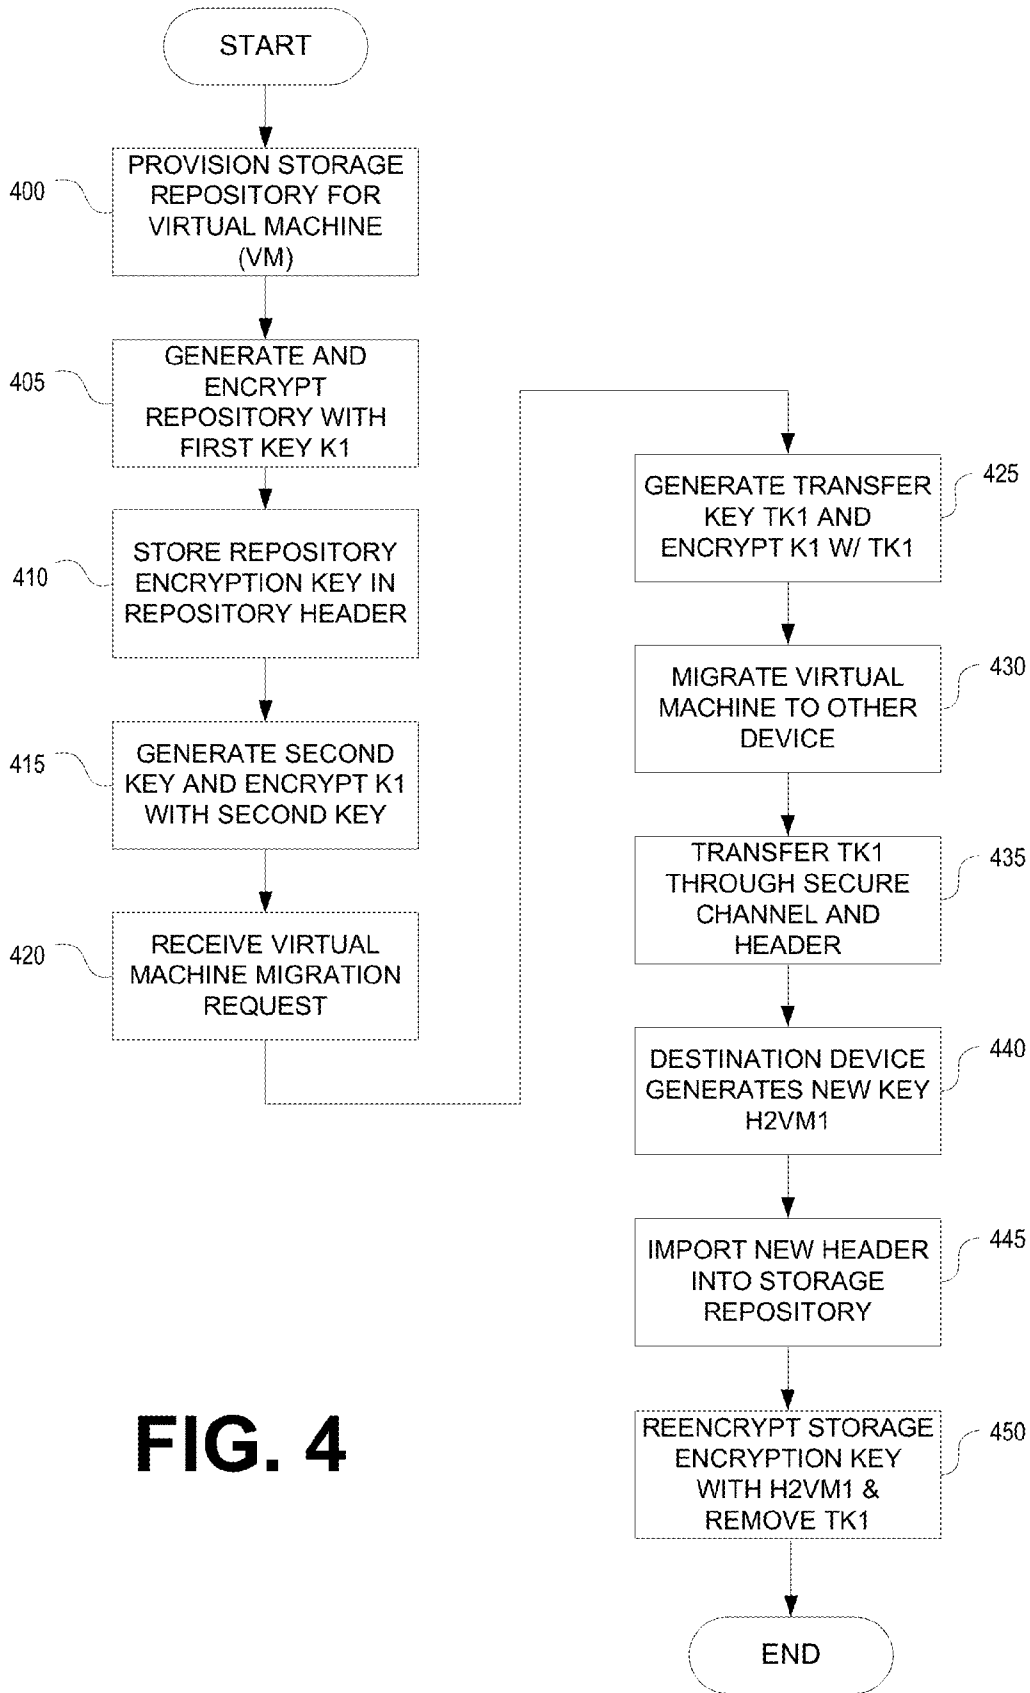 START
400
PROVISION STORAGE
REPOSITORY FOR
VIRTUAL MACHINE
(VM)
405
GENERATE AND
ENCRYPT
REPOSITORY WITH
FIRST KEY K1
410
STORE REPOSITORY
ENCRYPTION KEY IN
REPOSITORY HEADER
415
GENERATE SECOND
KEY AND ENCRYPT K1
WITH SECOND KEY
420
RECEIVE VIRTUAL
MACHINE MIGRATION
REQUEST
GENERATE TRANSFER
KEY TK1 AND
ENCRYPT K1 W/ TK1
425
MIGRATE VIRTUAL
MACHINE TO OTHER
DEVICE
430
TRANSFER TK1
THROUGH SECURE
CHANNEL AND
HEADER
435
DESTINATION DEVICE
GENERATES NEW KEY
H2VM1
440
IMPORT NEW HEADER
INTO STORAGE
REPOSITORY
445
REENCRYPT STORAGE
ENCRYPTION KEY
WITH H2VM1 &
REMOVE TK1
450
END
FIG. 4